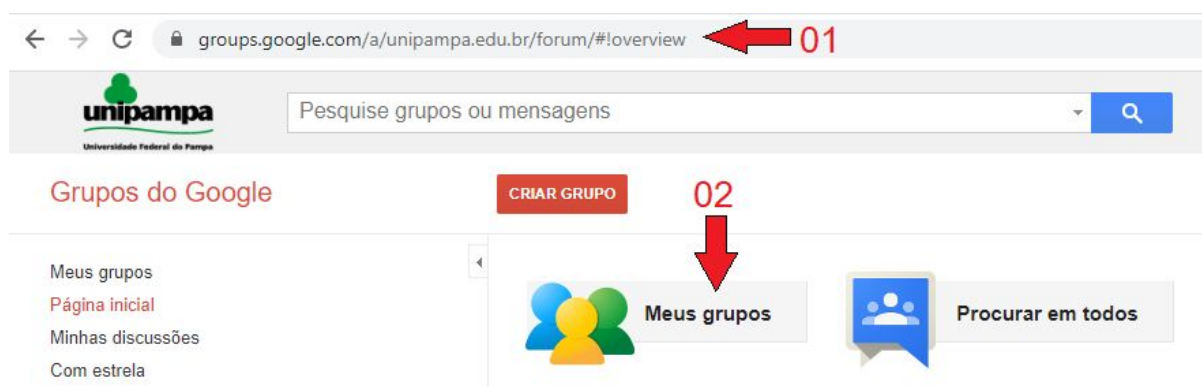 groups.google.com/a/unipampa.edu.br/forum/#!overview 01
unipampa
Universidade Federal do Pampa
Pesquise grupos ou mensagens
Grupos do Google
CRIAR GRUPO
02
Meus grupos
Página inicial
Minhas discussões
Com estrela
Meus grupos
Procurar em todos